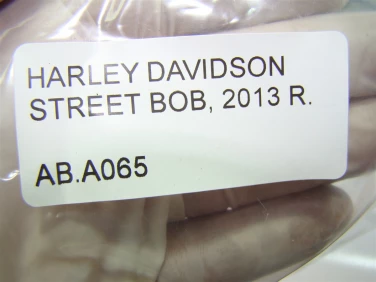 HARLEY DAVIDSON
STREET BOB, 2013 R.
AB.A065